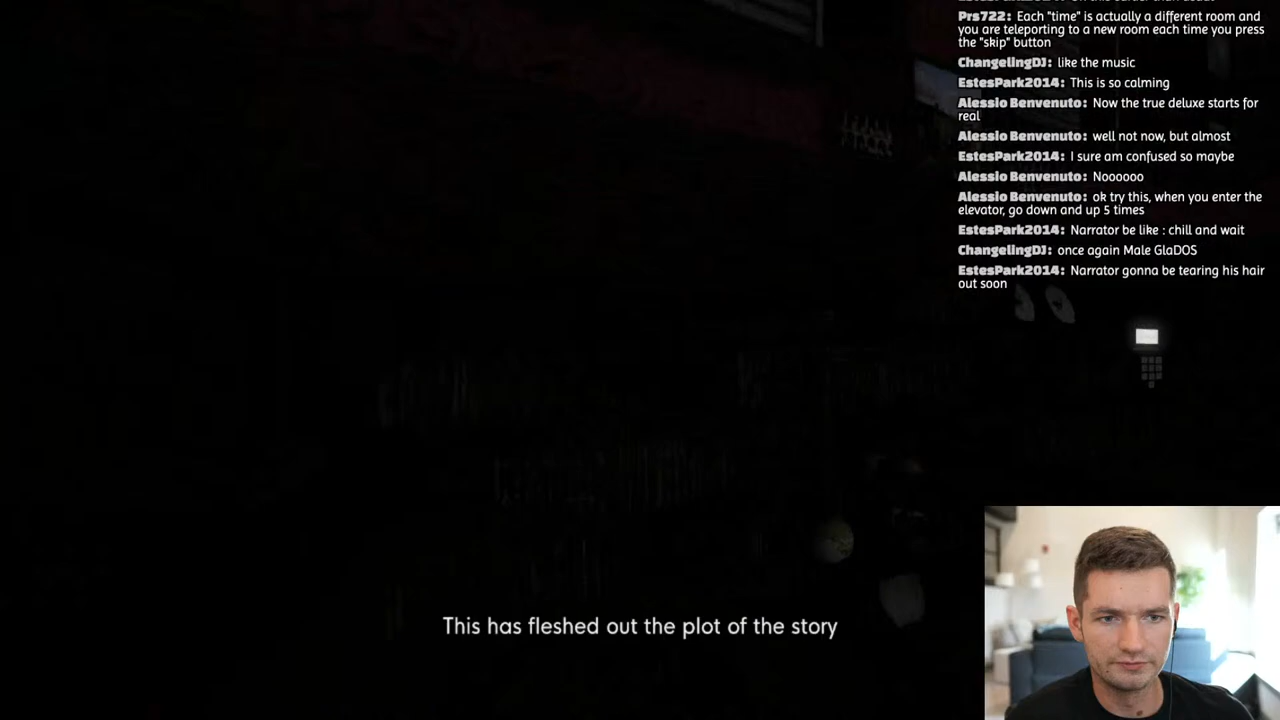 Prs722: Each "time" is actually a different room and
you are teleporting to a new room each time you press
the "skip" button
ChangelingDJ: like the music
EstesPark2014: This is so calming
Alessio Benvenuto: Now the true deluxe starts for
real
Alessio Benvenuto: well not now, but almost
EstesPark2014: I sure am confused so maybe
Alessio Benvenuto: Noooooo
Alessio Benvenuto: ok try this, when you enter the
elevator, go down and up 5 times
EstesPark2014: Narrator be like : chill and wait
ChangelingDJ: once again Male GlaDOS
EstesPark2014: Narrator gonna be tearing his hair
out soon
This has fleshed out the plot of the story